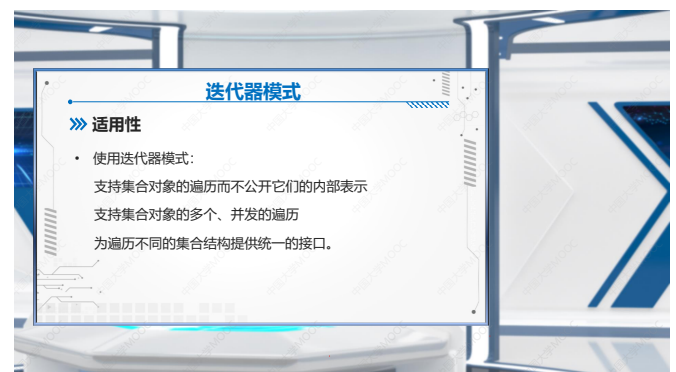 迭代器模式
适用性
• 使用迭代器模式：
支持集合对象的遍历而不公开它们的内部表示
支持集合对象的多个、并发的遍历
为遍历不同的集合结构提供统一的接口。